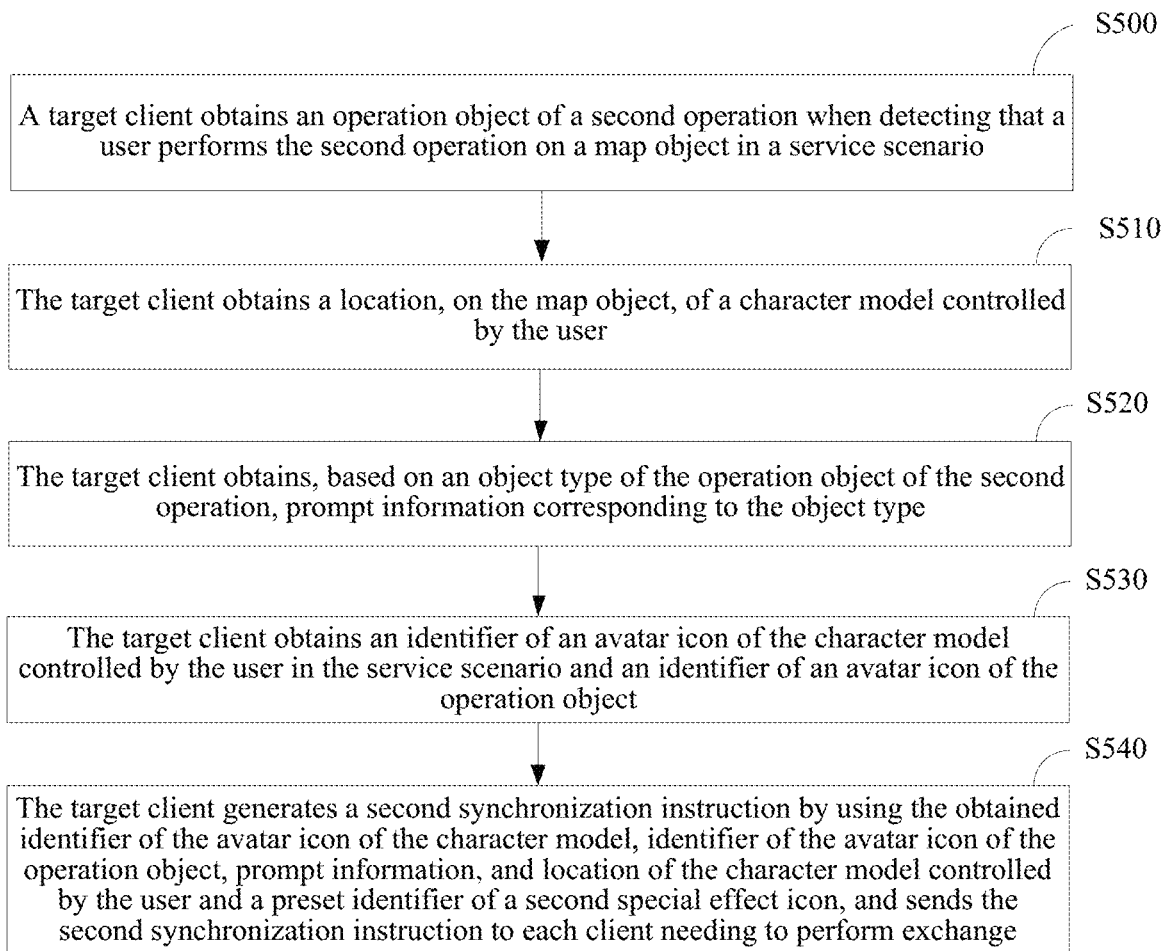 S500
A target client obtains an operation object of a second operation when detecting that a
user performs the second operation on a map object in a service scenario
S510
The target client obtains a location, on the map object, of a character model controlled
by the user
S520
The target client obtains, based on an object type of the operation object of the second
operation, prompt information corresponding to the object type
S530
The target client obtains an identifier of an avatar icon of the character model
controlled by the user in the service scenario and an identifier of an avatar icon of the
operation object
S540
The target client generates a second synchronization instruction by using the obtained
identifier of the avatar icon of the character model, identifier of the avatar icon of the
operation object, prompt information, and location of the character model controlled
by the user and a preset identifier of a second special effect icon, and sends the
second synchronization instruction to each client needing to perform exchange